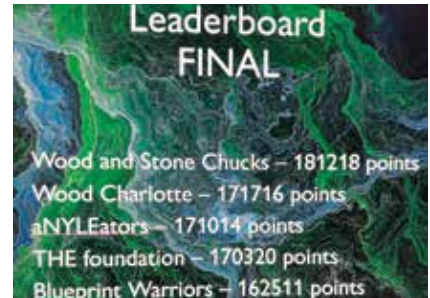 Leaderboard
FINAL
Wood and Stone Chucks – 181218 points
Wood Charlotte – 171716 points
aNYLEators – 171014 points
THE foundation – 170320 points
Blueprint Warriors – 162511 points